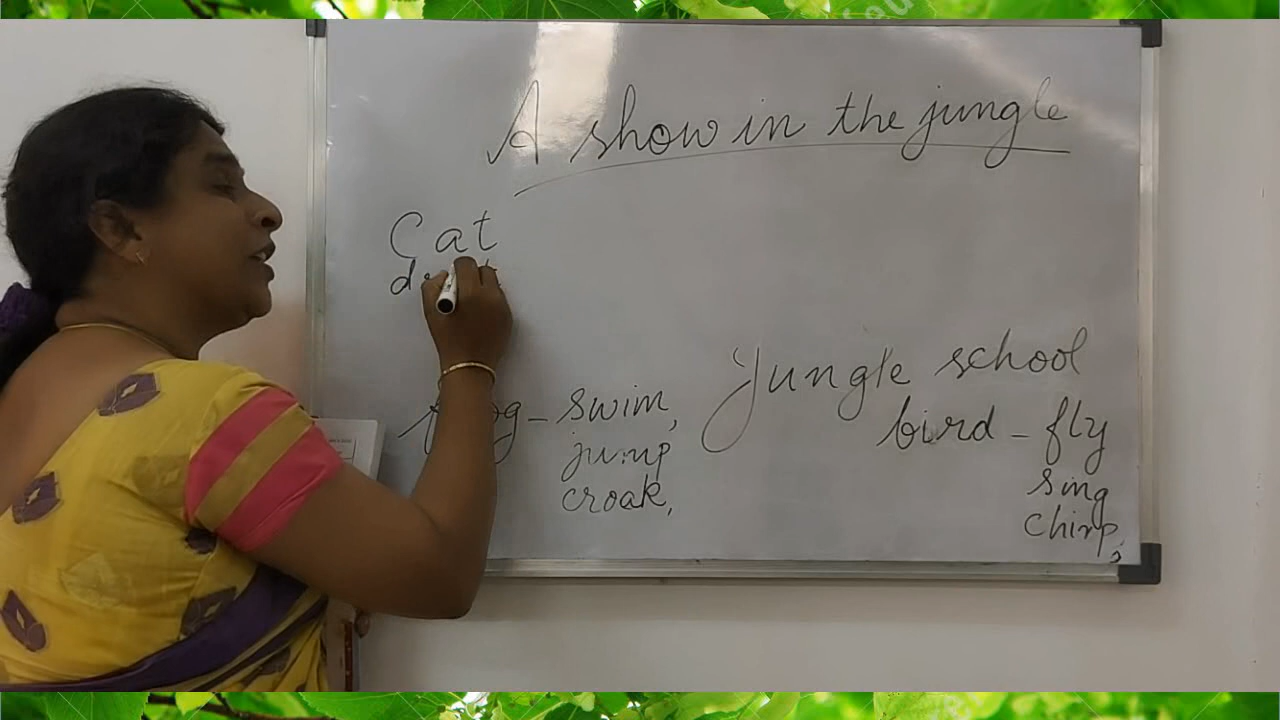 A show in the jungle
Cat
Jungle school
frog - swim,
jump
croak,
bird - fly
sing
chirp,